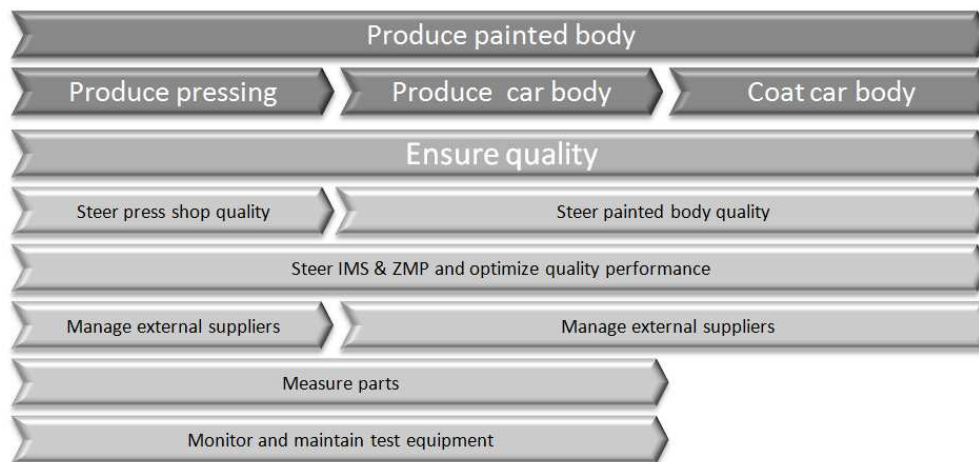 Produce painted body
Produce pressing
Produce car body
Coat car body
Ensure quality
Steer press shop quality
Steer painted body quality
Steer IMS & ZMP and optimize quality performance
Manage external suppliers
Manage external suppliers
Measure parts
Monitor and maintain test equipment